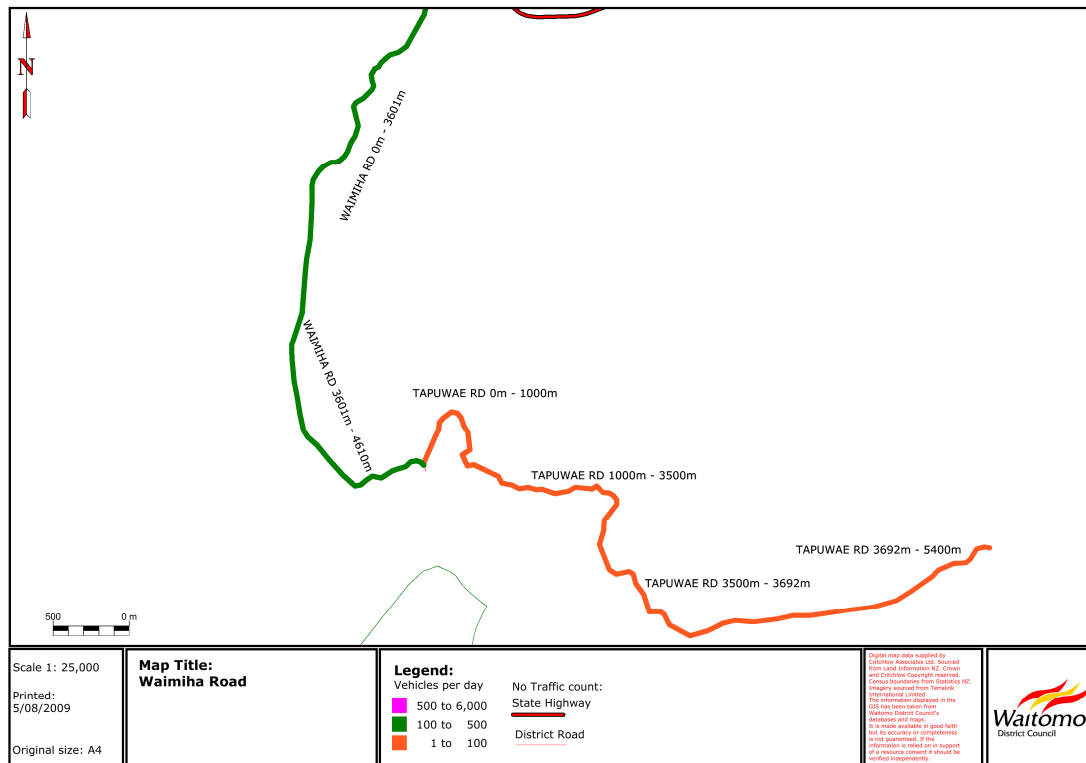 N
WAIMIHA RD 0m - 3601m
WAIMIHA RD 3601m - 4610m
TAPUWAE RD 0m - 1000m
TAPUWAE RD 1000m - 3500m
TAPUWAE RD 3692m - 5400m
TAPUWAE RD 3500m - 3692m
500 0 m
Scale 1: 25,000
Printed:
5/08/2009
Original size: A4
Map Title:
Waimiha Road
Legend:
Vehicles per day
500 to 6,000
100 to 500
1 to 100
No Traffic count:
State Highway
District Road
Digital map data supplied by
Critchlow Associates Ltd. Sourced
from Land Information NZ. Crown
and Critchlow Copyright reserved.
Census boundaries from Statistics NZ.
Imagery sourced from Terralink
International Limited.
The information displayed in the
GIS has been taken from
Waitomo District Council's
databases and maps.
It is made available in good faith
but its accuracy or completeness
is not guaranteed. If the
information is relied on in support
of a resource consent it should be
verified independently.
Waitomo
District Council